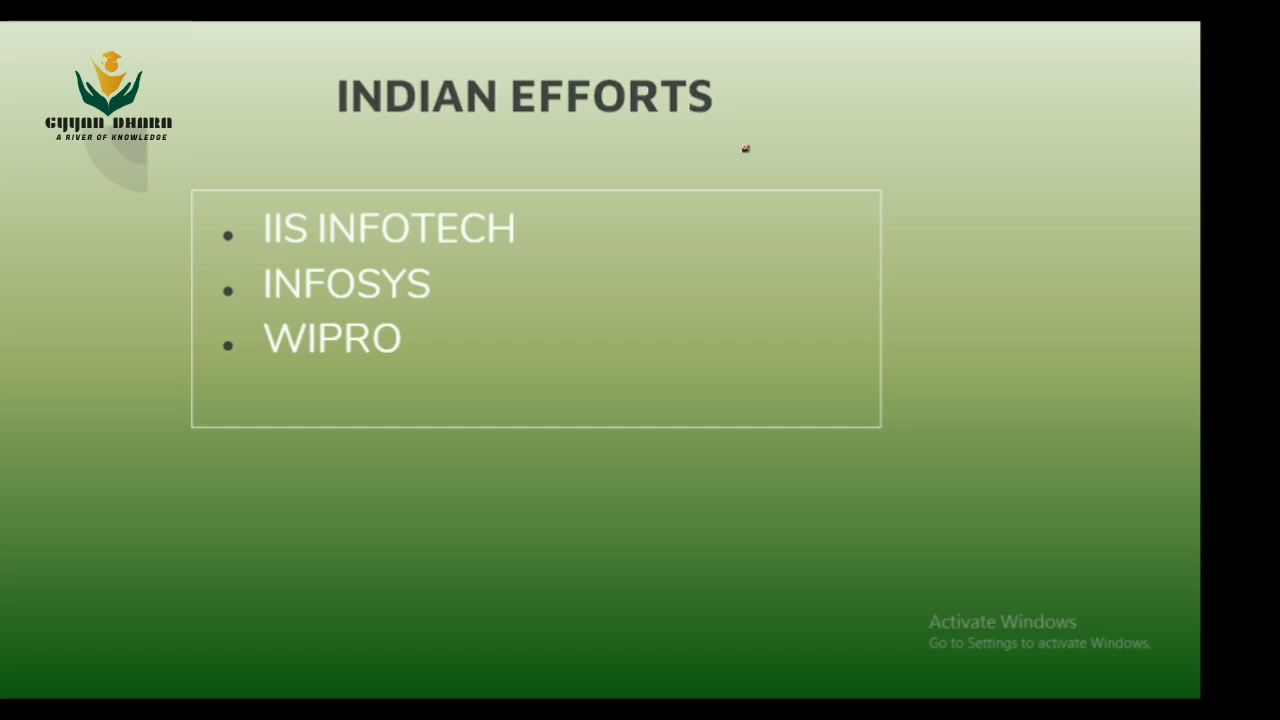 GYYAN DHARA
A RIVER OF KNOWLEDGE
INDIAN EFFORTS
• IIS INFOTECH
• INFOSYS
• WIPRO
Activate Windows
Go to Settings to activate Windows.